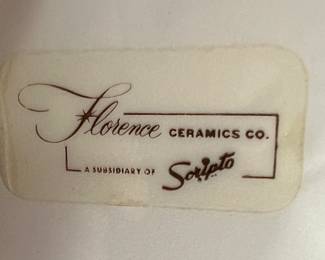 Florence CERAMICS CO.
A SUBSIDIARY OF Scripto